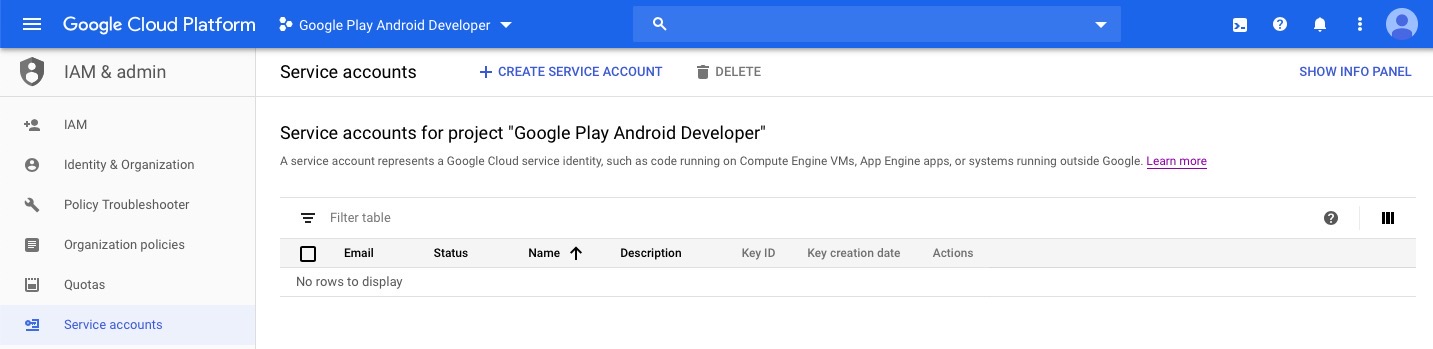 Google Cloud Platform Google Play Android Developer
IAM & admin Service accounts CREATE SERVICE ACCOUNT DELETE SHOW INFO PANEL
IAM
Identity & Organization
Policy Troubleshooter
Organization policies
Quotas
Service accounts
Service accounts for project "Google Play Android Developer"
A service account represents a Google Cloud service identity, such as code running on Compute Engine VMs, App Engine apps, or systems running outside Google. Learn more
Filter table
Email Status Name Description Key ID Key creation date Actions
No rows to display